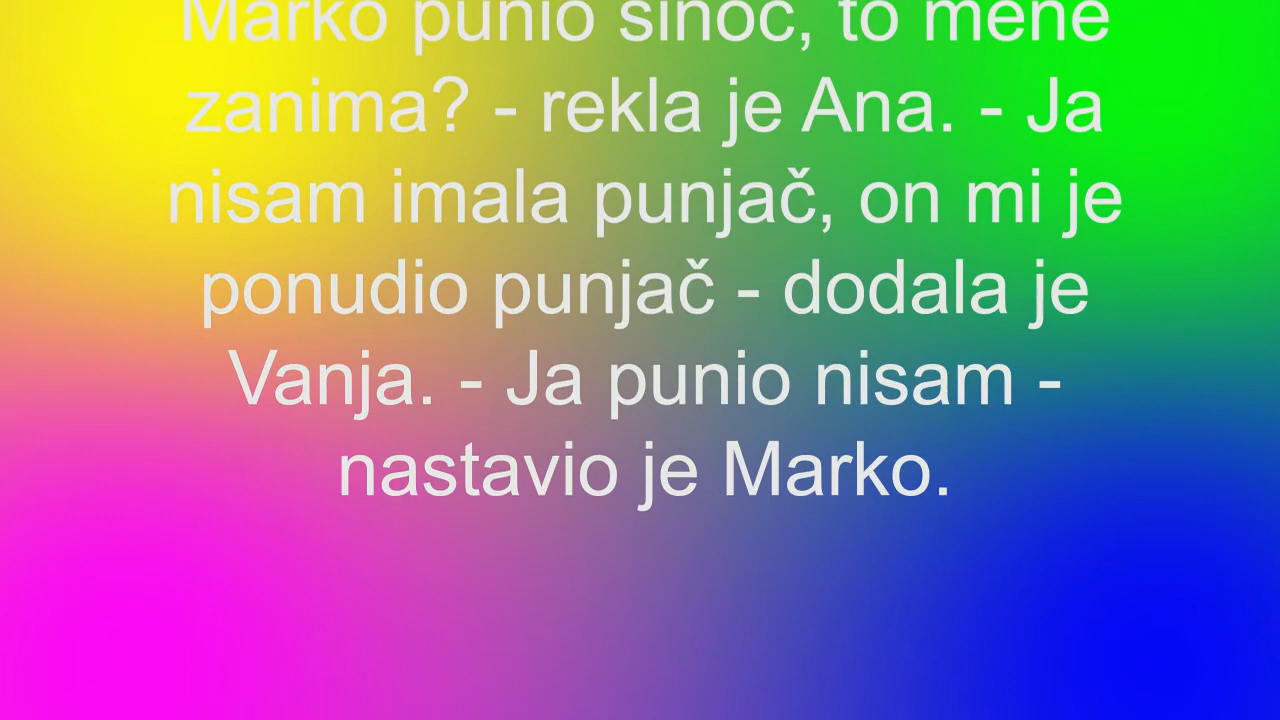 Marko punio sinoć, to mene
zanima? - rekla je Ana. - Ja
nisam imala punjač, on mi je
ponudio punjač - dodala je
Vanja. - Ja punio nisam -
nastavio je Marko.